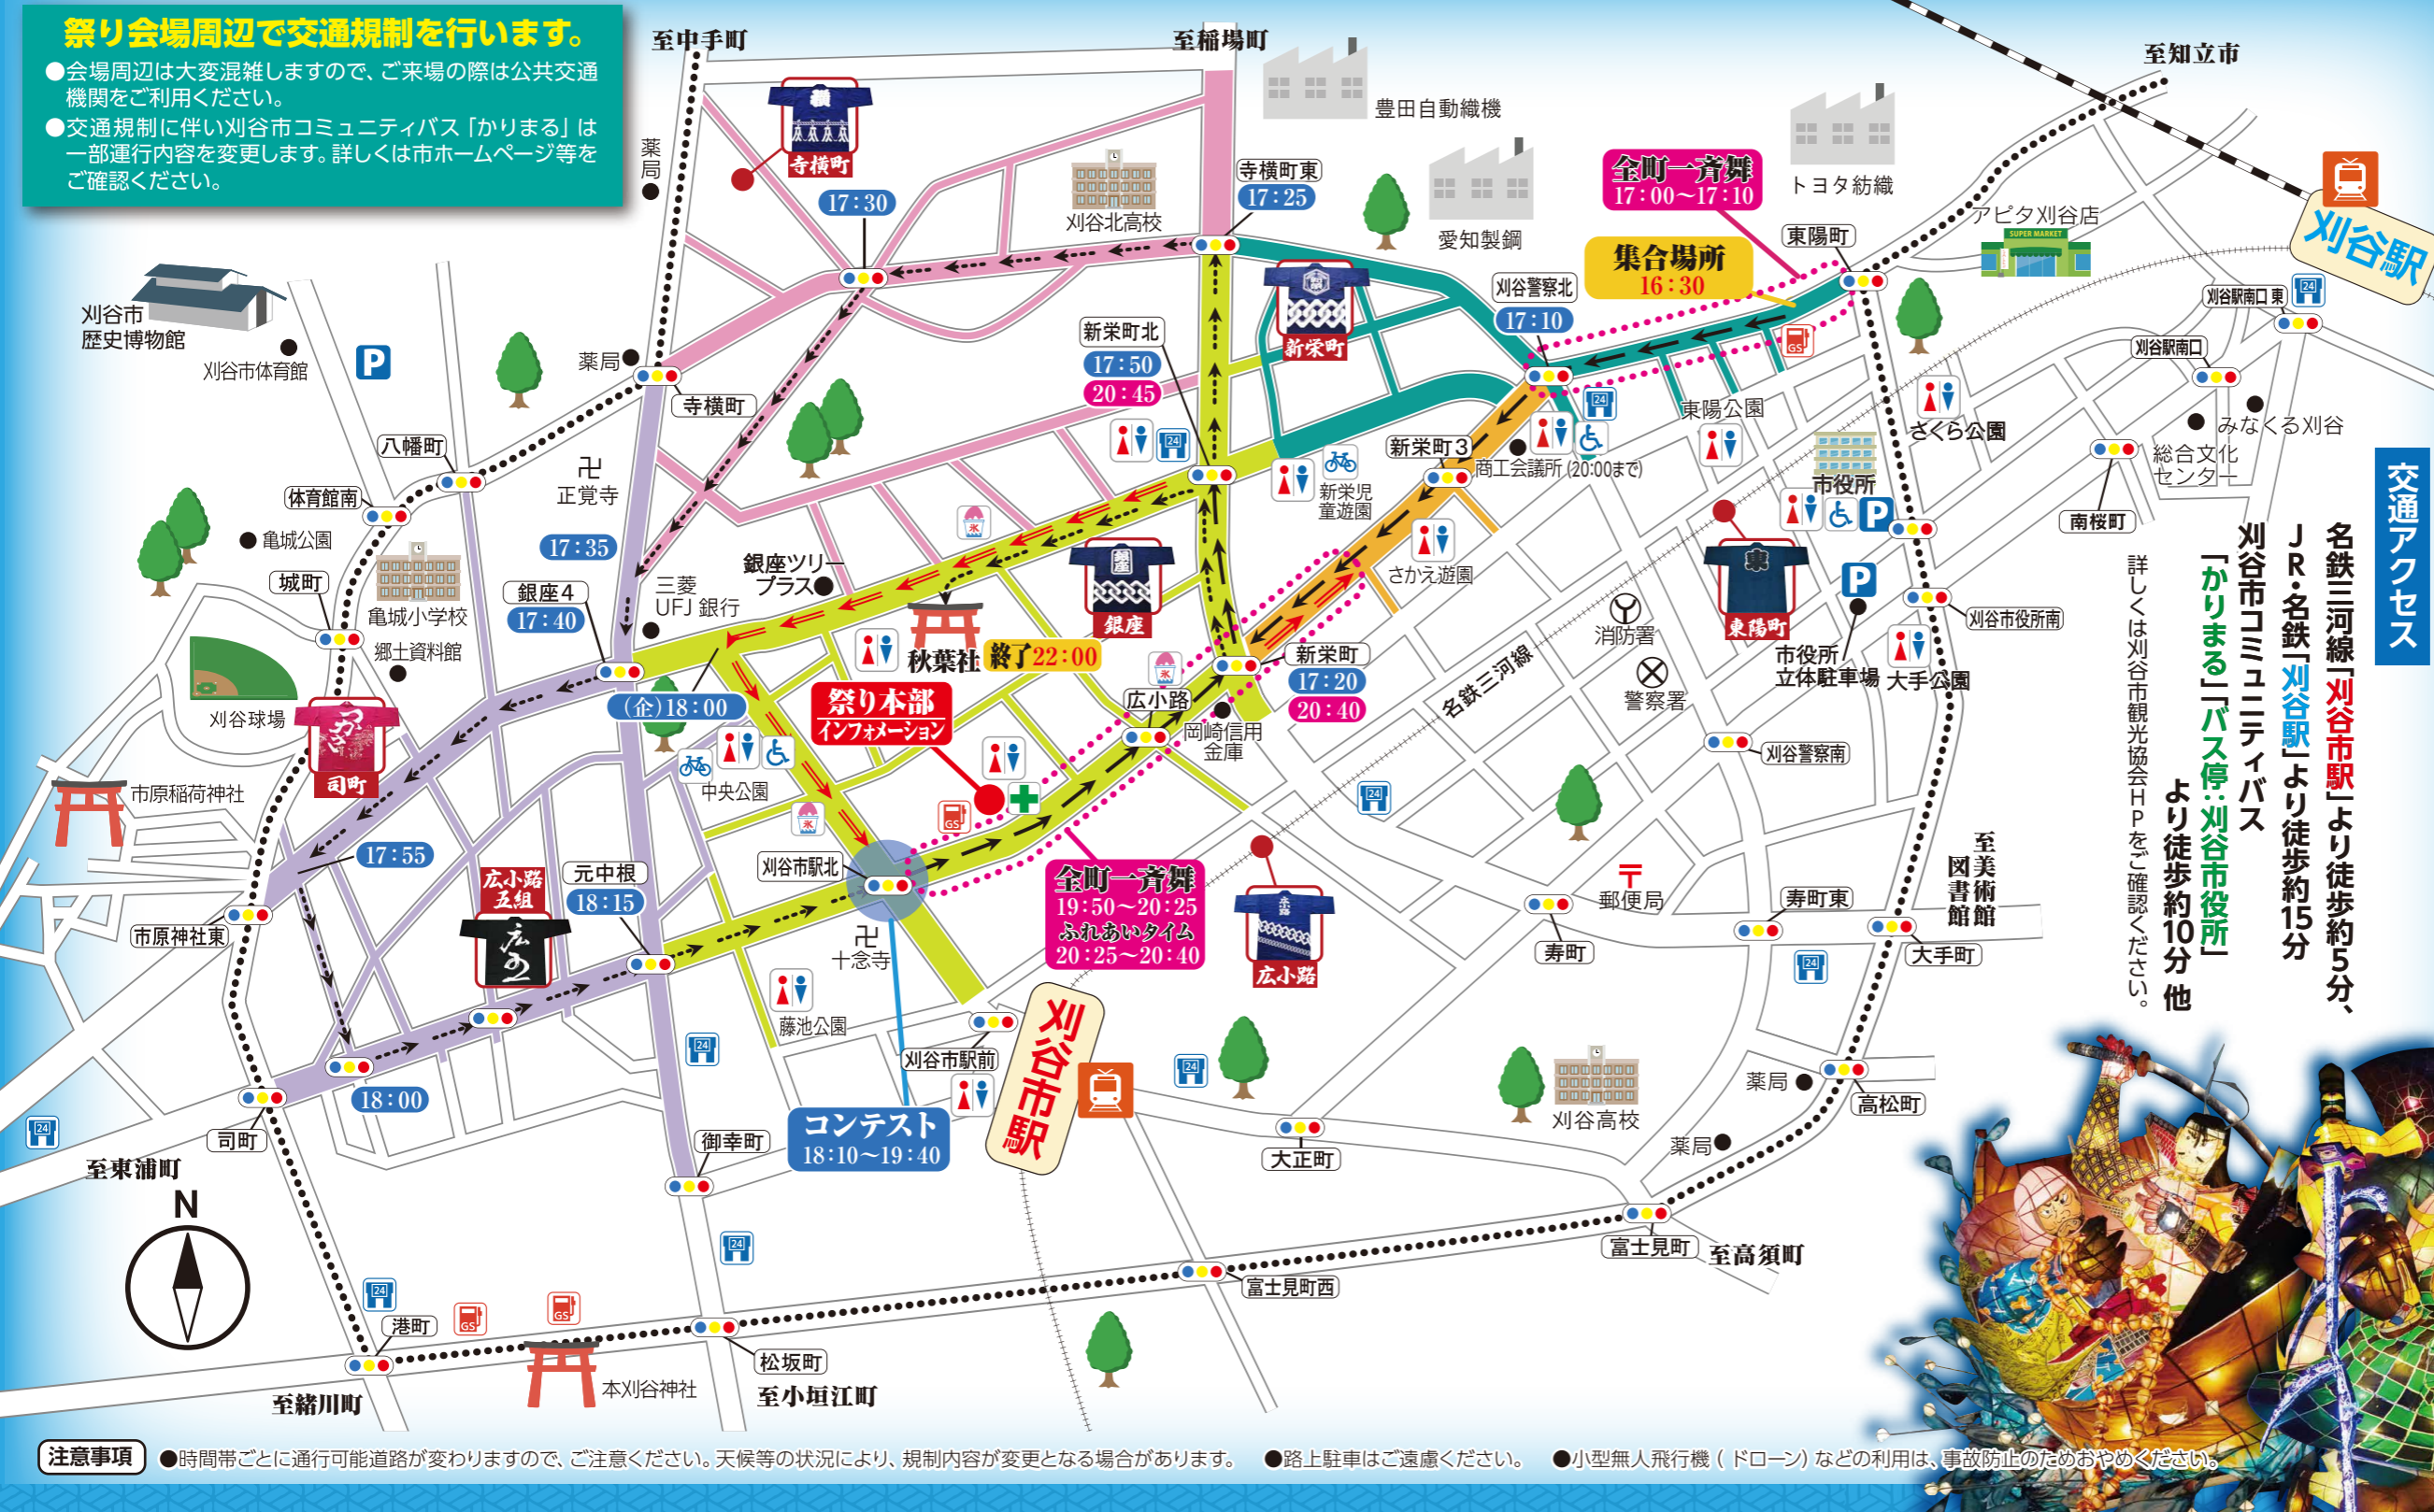 祭り会場周辺で交通規制を行います。
●会場周辺は大変混雑しますので、ご来場の際は公共交通
機関をご利用ください。
●交通規制に伴い刈谷市コミュニティバス「かりまる」は
一部運行内容を変更します。詳しくは市ホームページ等を
ご確認ください。
至中手町
至稲場町
至知立市
豊田自動織機
トヨタ紡織
愛知製鋼
薬局
横
寺横町
17:30
刈谷北高校
寺横町東
17:25
全町一斉舞
17:00〜17:10
集合場所
16:30
東陽町
アピタ刈谷店
SUPER MARKET
刈谷駅
刈谷駅南口 東
刈谷駅南口
みなくる刈谷
総合文化
センター
南桜町
刈谷市
歴史博物館
刈谷市体育館
P
薬局
寺横町
八幡町
体育館南
亀城公園
城町
亀城小学校
郷土資料館
刈谷球場
正覚寺
17:35
銀座4
17:40
三菱
UFJ 銀行
銀座ツリー
プラス
新栄町北
17:50
20:45
新栄町
刈谷警察北
17:10
GS
24
新栄町3
商工会議所 (20:00まで)
東陽公園
さくら公園
市役所
P
新栄児
童遊園
さかえ遊園
氷
銀座
銀座
秋葉社
終了22:00
東
東陽町
P
市役所
立体駐車場
大手公園
刈谷市役所南
消防署
警察署
名鉄三河線
刈谷警察南
新栄町
17:20
20:40
広小路
岡崎信用
金庫
氷
(金)18:00
祭り本部
インフォメーション
中央公園
氷
GS
つかさ
司町
市原稲荷神社
17:55
市原神社東
広小路
五組
元中根
18:15
刈谷市駅北
十念寺
藤池公園
全町一斉舞
19:50〜20:25
ふれあいタイム
20:25〜20:40
広小路
刈谷市駅前
刈谷市駅
コンテスト
18:10〜19:40
18:00
司町
至東浦町
御幸町
N
郵便局
寿町
寿町東
大手町
至美術館
図書館
刈谷高校
大正町
薬局
高松町
薬局
富士見町
至高須町
富士見町西
港町
GS
GS
松坂町
本刈谷神社
至緒川町
至小垣江町
交通アクセス
名鉄三河線「刈谷市駅」より徒歩約5分、
JR・名鉄「刈谷駅」より徒歩約15分
刈谷市コミュニティバス
「かりまる」「バス停:刈谷市役所」
より徒歩約10分 他
詳しくは刈谷市観光協会HPをご確認ください。
注意事項
●時間帯ごとに通行可能道路が変わりますので、ご注意ください。天候等の状況により、規制内容が変更となる場合があります。 ●路上駐車はご遠慮ください。 ●小型無人飛行機（ドローン）などの利用は、事故防止のためおやめください。